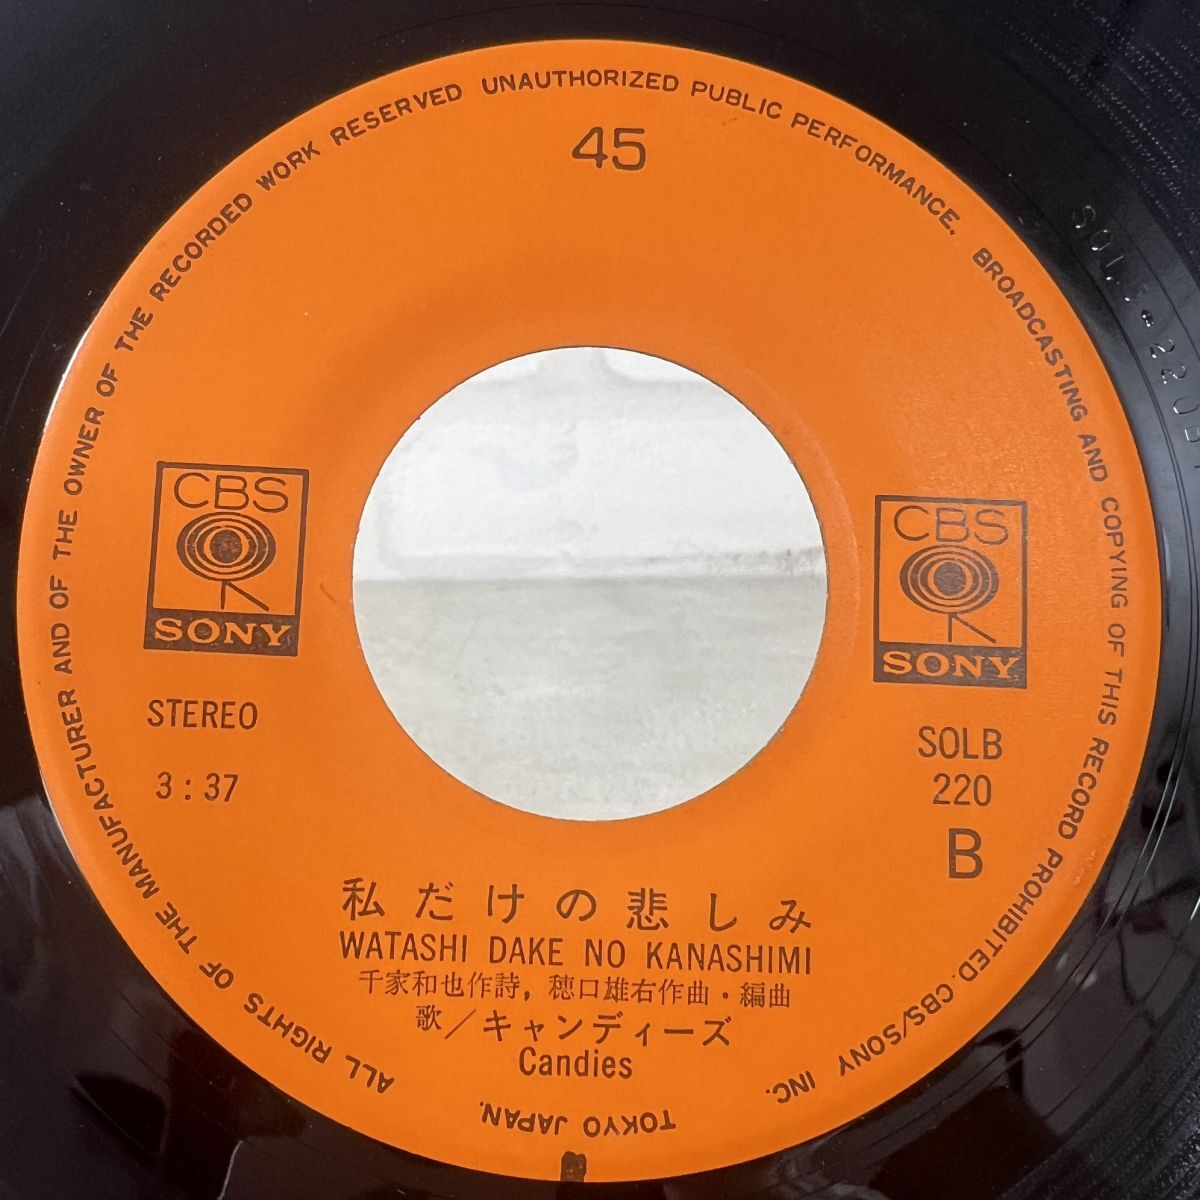 ALL RIGHTS OF THE MANUFACTURER AND OF THE OWNER OF THE RECORDED WORK RESERVED UNAUTHORIZED PUBLIC PERFORMANCE, BROADCASTING AND COPYING OF THIS RECORD PROHIBITED. CBS/SONY INC.
TOKYO JAPAN.
45
CBS
SONY
CBS
SONY
STEREO
3:37
SOLB
220
B
私だけの悲しみ
WATASHI DAKE NO KANASHIMI
千家和也作詩, 穂口雄右作曲・編曲
歌/キャンディーズ
Candies